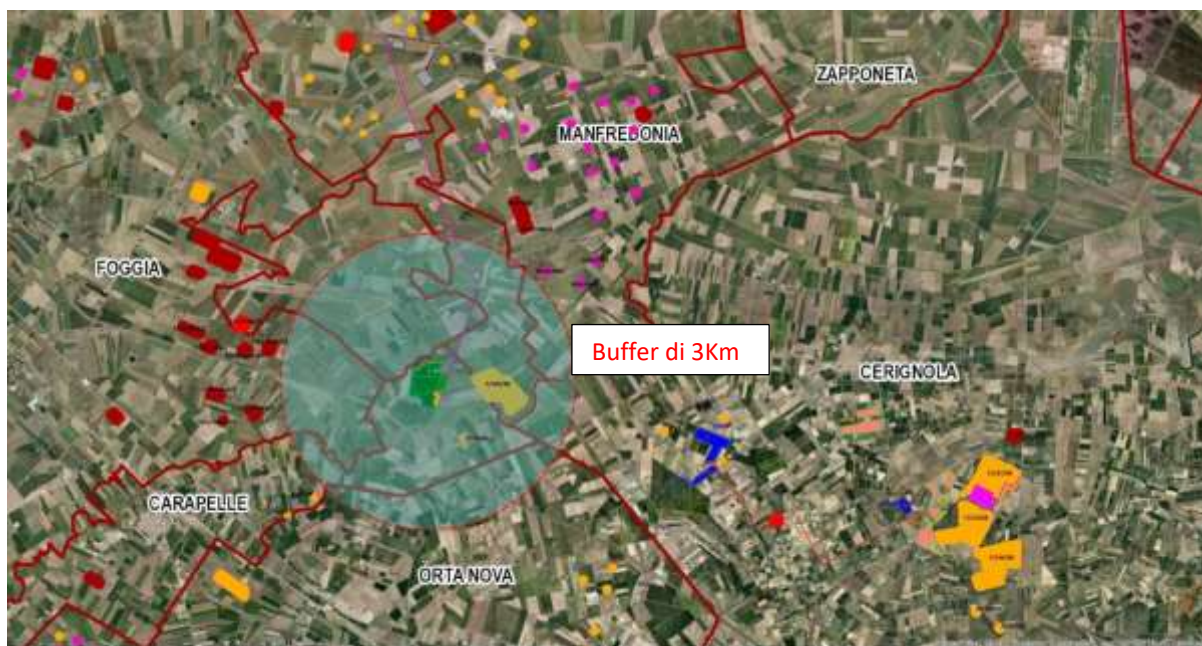 ZAPPONETA
MANFREDONIA
FOGGIA
Buffer di 3Km
CERIGNOLA
CARAPELLE
ORTA NOVA